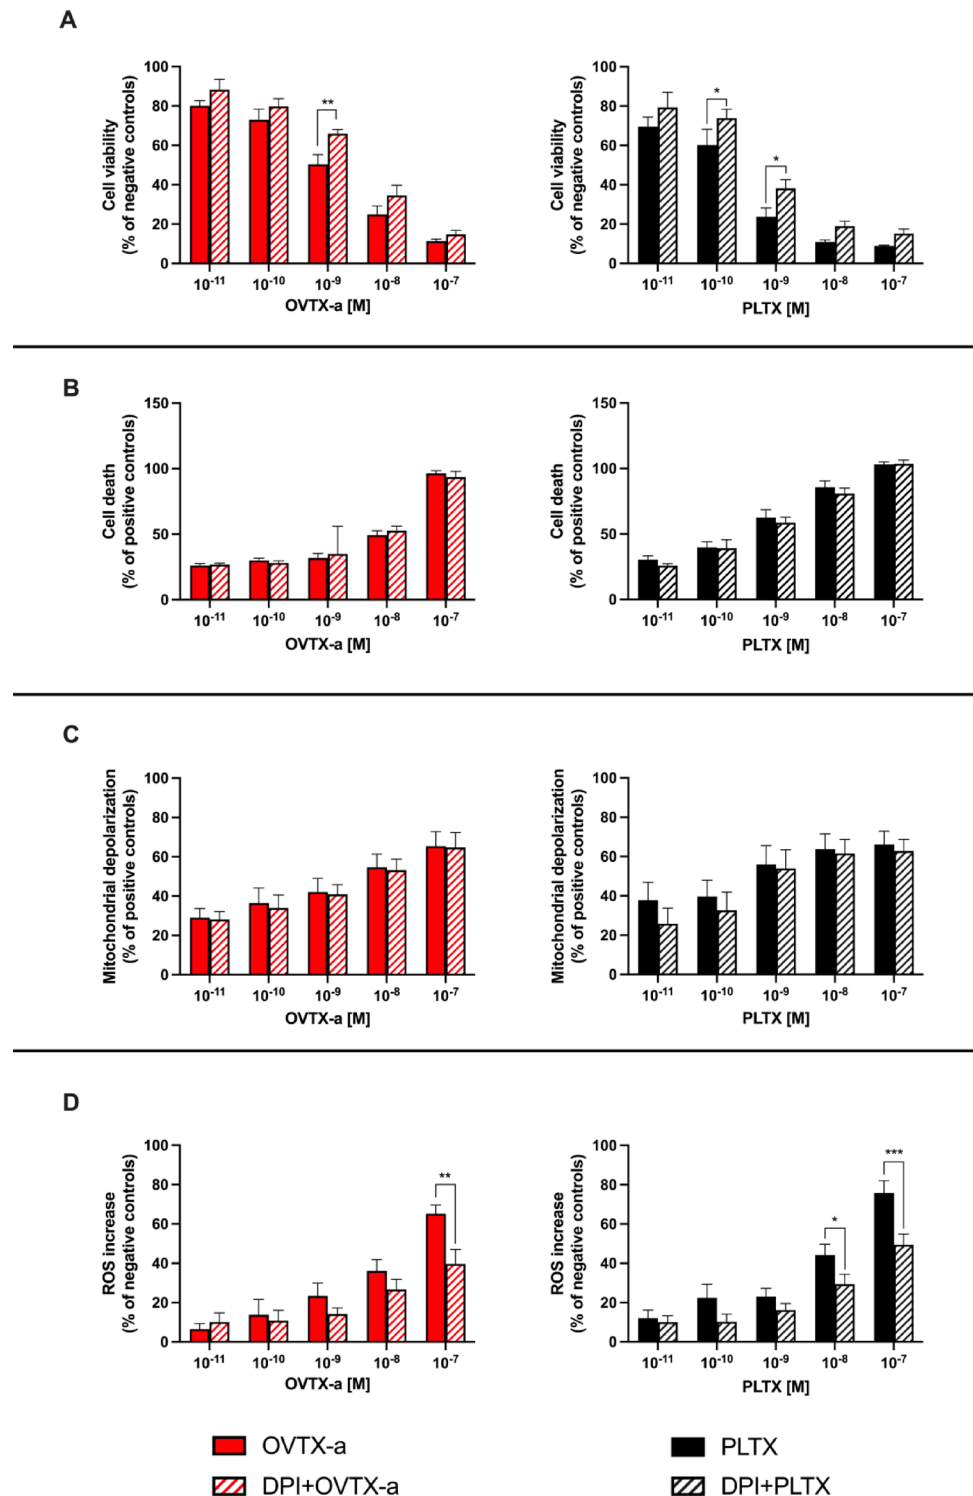 A
Cell viability
(% of negative controls)
100
80
60
40
20
0
**
10⁻¹¹ 10⁻¹⁰ 10⁻⁹ 10⁻⁸ 10⁻⁷
OVTX-a [M]
Cell viability
(% of negative controls)
100
80
60
40
20
0
*
*
10⁻¹¹ 10⁻¹⁰ 10⁻⁹ 10⁻⁸ 10⁻⁷
PLTX [M]
B
Cell death
(% of positive controls)
150
100
50
0
10⁻¹¹ 10⁻¹⁰ 10⁻⁹ 10⁻⁸ 10⁻⁷
OVTX-a [M]
Cell death
(% of positive controls)
150
100
50
0
10⁻¹¹ 10⁻¹⁰ 10⁻⁹ 10⁻⁸ 10⁻⁷
PLTX [M]
C
Mitochondrial depolarization
(% of positive controls)
100
80
60
40
20
0
10⁻¹¹ 10⁻¹⁰ 10⁻⁹ 10⁻⁸ 10⁻⁷
OVTX-a [M]
Mitochondrial depolarization
(% of positive controls)
100
80
60
40
20
0
10⁻¹¹ 10⁻¹⁰ 10⁻⁹ 10⁻⁸ 10⁻⁷
PLTX [M]
D
ROS increase
(% of negative controls)
100
80
60
40
20
0
**
10⁻¹¹ 10⁻¹⁰ 10⁻⁹ 10⁻⁸ 10⁻⁷
OVTX-a [M]
ROS increase
(% of negative controls)
100
80
60
40
20
0
*
***
10⁻¹¹ 10⁻¹⁰ 10⁻⁹ 10⁻⁸ 10⁻⁷
PLTX [M]
OVTX-a
DPI+OVTX-a
PLTX
DPI+PLTX